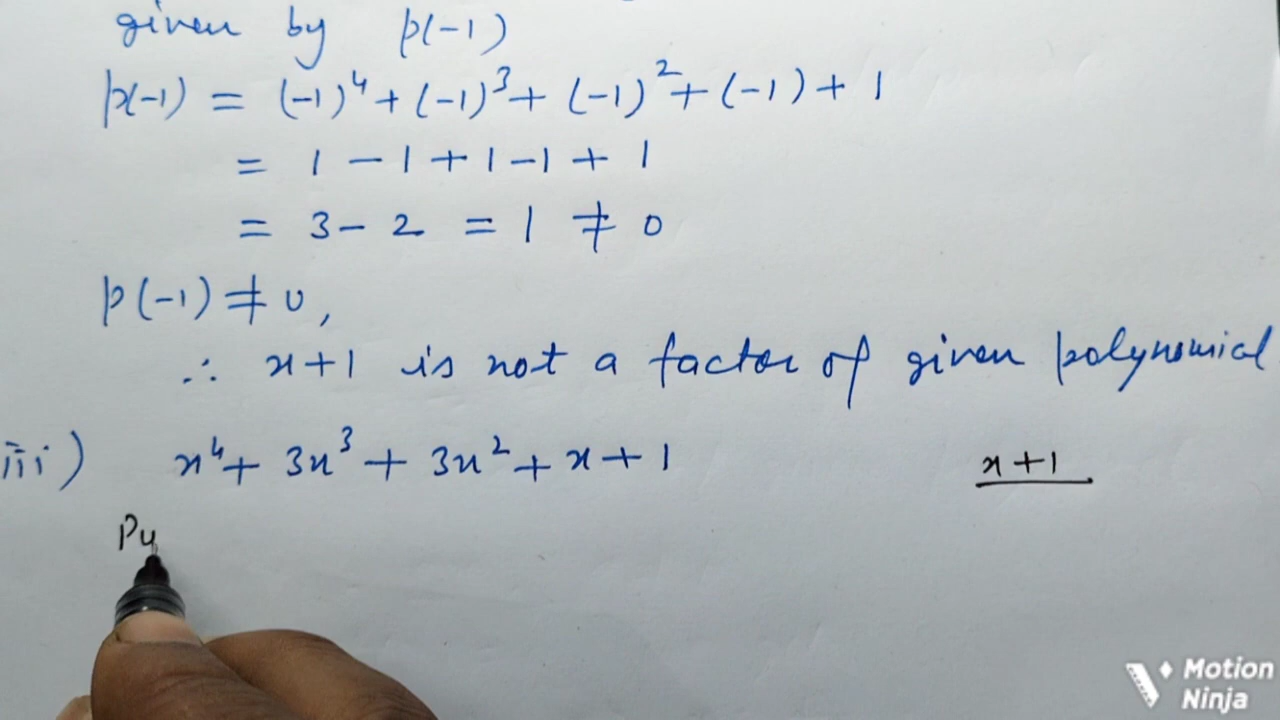 given by p(-1)
p(-1) = (-1)⁴ + (-1)³ + (-1)² + (-1) + 1
= 1 - 1 + 1 - 1 + 1
= 3 - 2 = 1 ≠ 0
p(-1) ≠ 0,
∴ x+1 is not a factor of given polynomial
iii) x⁴ + 3x³ + 3x² + x + 1 x+1
Pu
Motion
Ninja